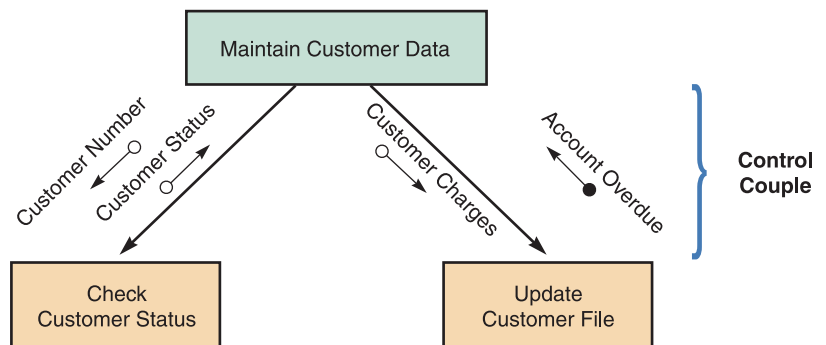 Maintain Customer Data
Customer Number
Customer Status
Customer Charges
Account Overdue
Control
Couple
Check
Customer Status
Update
Customer File